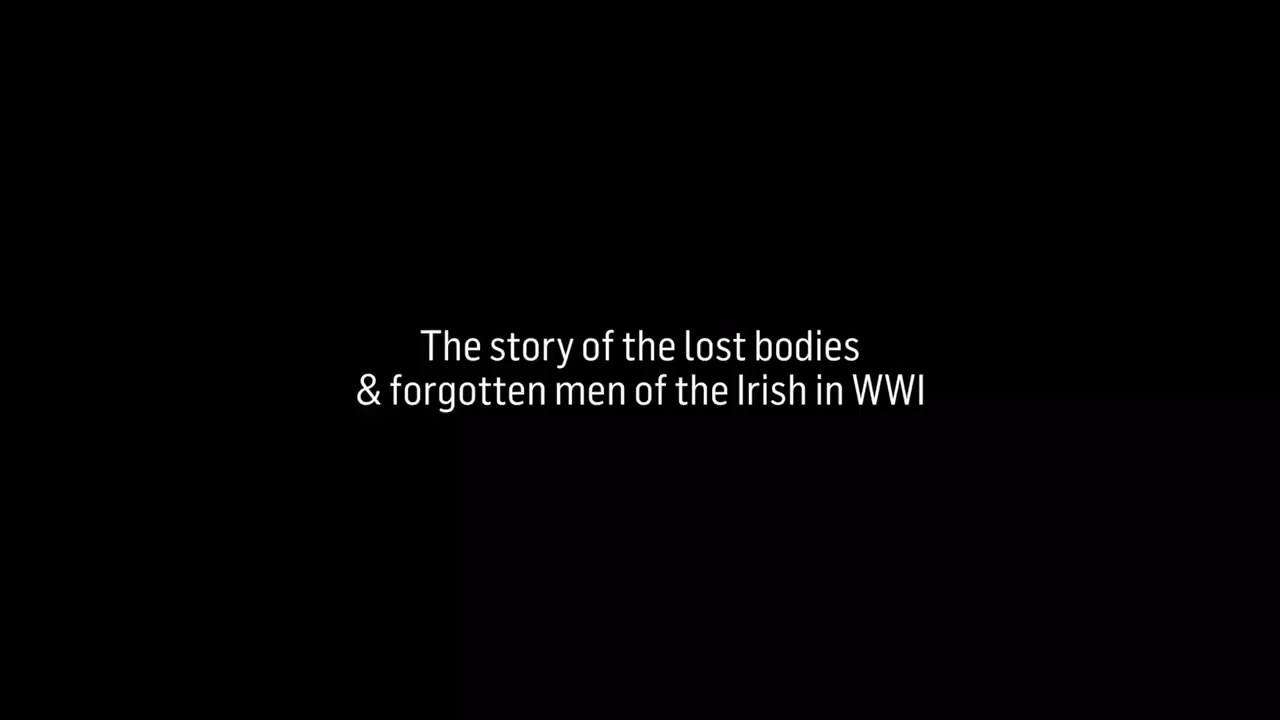 The story of the lost bodies
& forgotten men of the Irish in WWI